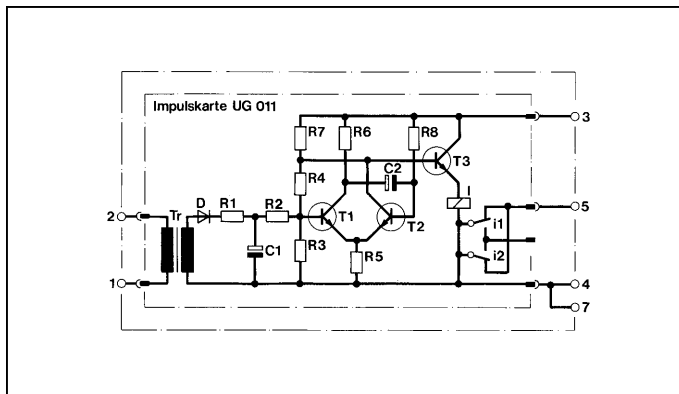 Impulskarte UG 011
3
R7
R6
R8
T3
C2
R4
I
2
Tr
D
R1
R2
T1
T2
i1
5
C1
R3
R5
i2
1
4
7